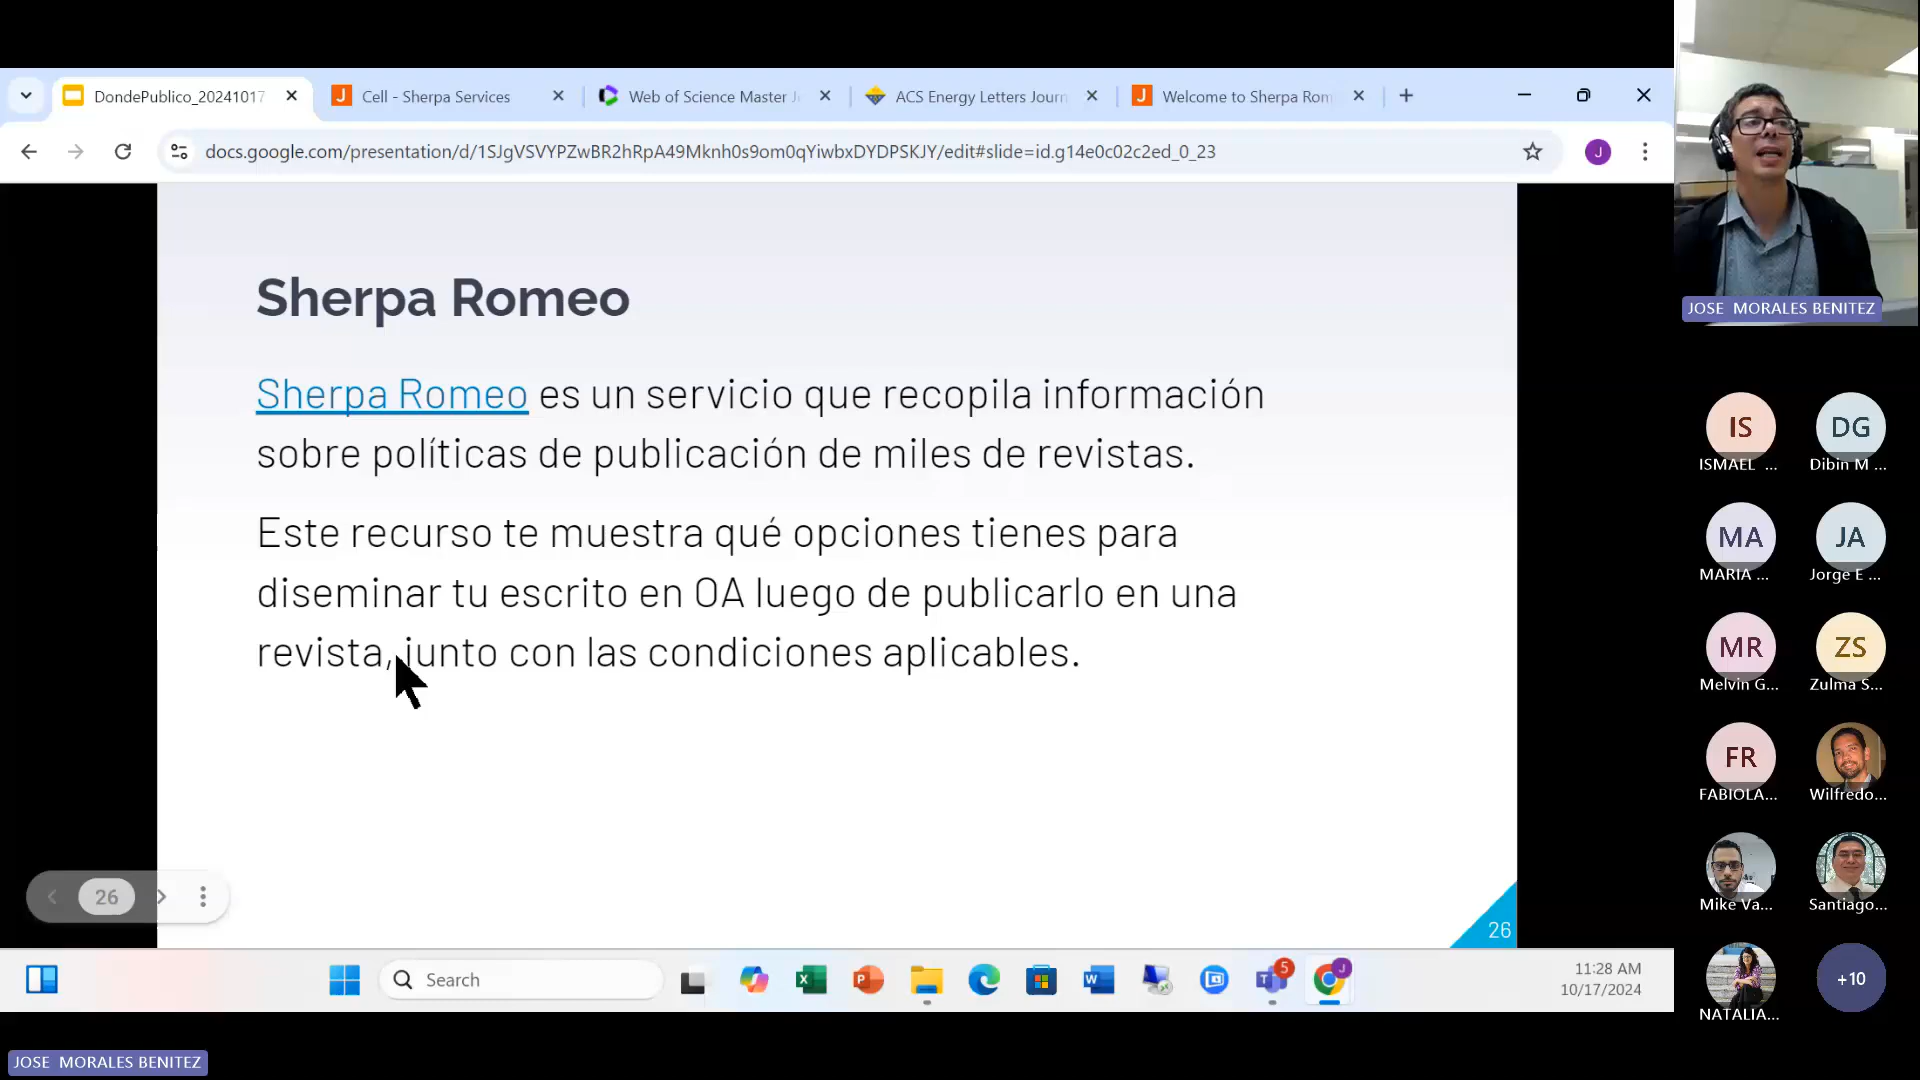 DondePublico_20241017
Cell - Sherpa Services
Web of Science Master J
ACS Energy Letters Journ
Welcome to Sherpa Rom
docs.google.com/presentation/d/1SJgVSVYPZwBR2hRpA49Mknh0s9om0qYiwbxDYDPSKJY/edit#slide=id.g14e0c02c2ed_0_23
J
Sherpa Romeo
Sherpa Romeo es un servicio que recopila información
sobre políticas de publicación de miles de revistas.
Este recurso te muestra qué opciones tienes para
diseminar tu escrito en OA luego de publicarlo en una
revista, junto con las condiciones aplicables.
26
26
Search
5
J
11:28 AM
10/17/2024
JOSE MORALES BENITEZ
JOSE MORALES BENITEZ
IS
ISMAEL ...
DG
Dibin M ...
MA
MARIA ...
JA
Jorge E ...
MR
Melvin G...
ZS
Zulma S...
FR
FABIOLA...
Wilfredo...
Mike Va...
Santiago...
NATALIA...
+10